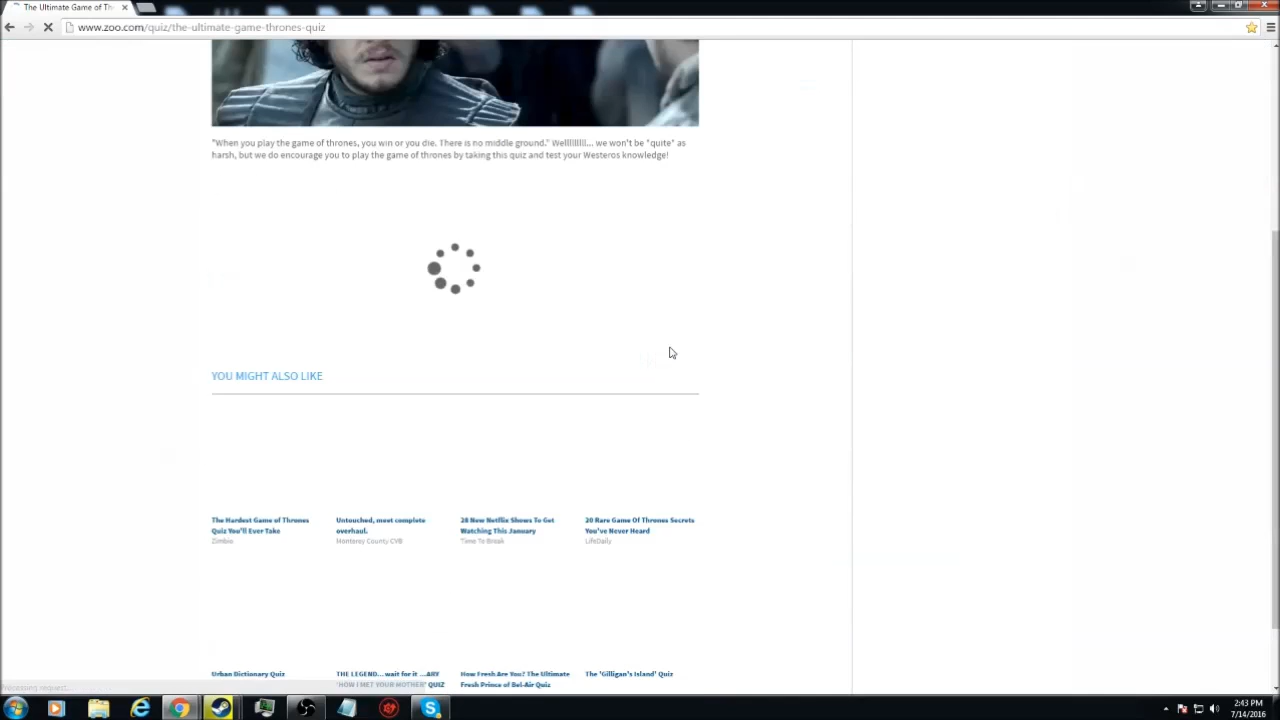 The Ultimate Game of Th
www.zoo.com/quiz/the-ultimate-game-thrones-quiz
"When you play the game of thrones, you win or you die. There is no middle ground." Wellllllll... we won't be "quite" as
harsh, but we do encourage you to play the game of thrones by taking this quiz and test your Westeros knowledge!
YOU MIGHT ALSO LIKE
The Hardest Game of Thrones
Quiz You'll Ever Take
Zimbio
Untouched, meet complete
overhaul.
Monterey County CVB
28 New Netflix Shows To Get
Watching This January
Time To Break
20 Rare Game Of Thrones Secrets
You've Never Heard
LifeDaily
Urban Dictionary Quiz
THE LEGEND... wait for it ...ARY
'HOW I MET YOUR MOTHER' QUIZ
How Fresh Are You? The Ultimate
Fresh Prince of Bel-Air Quiz
The 'Gilligan's Island' Quiz
Processing request...
2:43 PM
7/14/2016